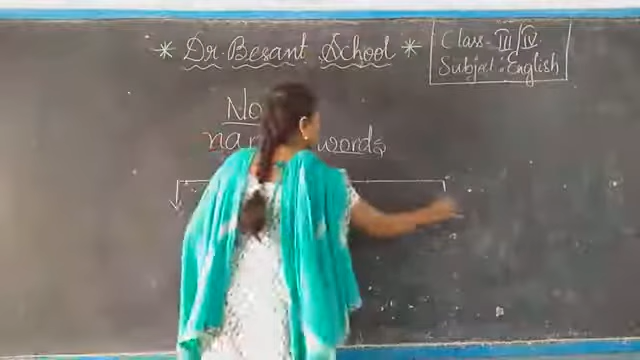 * Dr. Besant School *
Class - III/IV
Subject : English
words